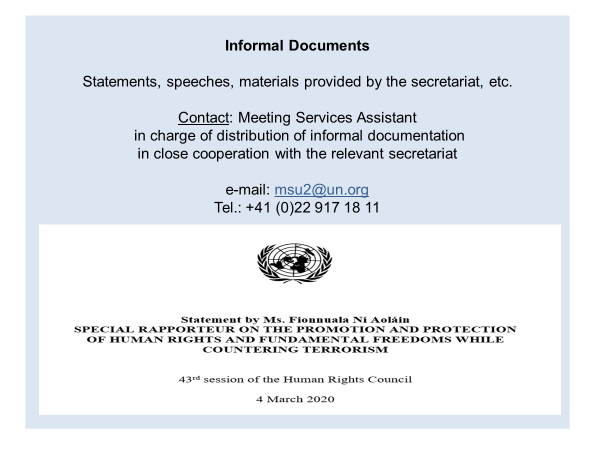 Informal Documents
Statements, speeches, materials provided by the secretariat, etc.
Contact: Meeting Services Assistant
in charge of distribution of informal documentation
in close cooperation with the relevant secretariat
e-mail: msu2@un.org
Tel.: +41 (0)22 917 18 11
Statement by Ms. Fionnuala Ní Aoláin
SPECIAL RAPPORTEUR ON THE PROMOTION AND PROTECTION
OF HUMAN RIGHTS AND FUNDAMENTAL FREEDOMS WHILE
COUNTERING TERRORISM
43rd session of the Human Rights Council
4 March 2020